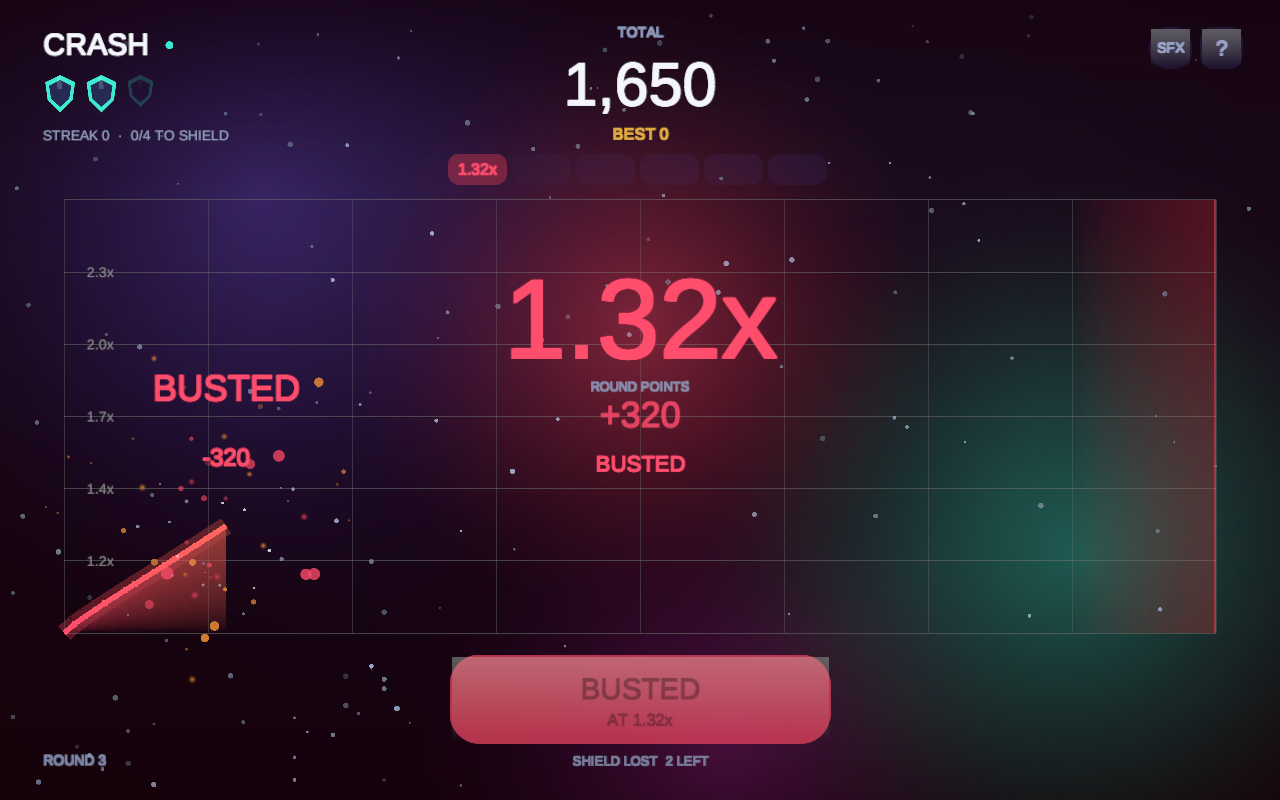 CRASH
TOTAL
SFX
?
1,650
STREAK 0 · 0/4 TO SHIELD
BEST 0
1.32x
2.3x
2.0x
1.7x
1.4x
1.2x
1.32x
ROUND POINTS
+320
BUSTED
BUSTED
-320
BUSTED
AT 1.32x
ROUND 3
SHIELD LOST 2 LEFT